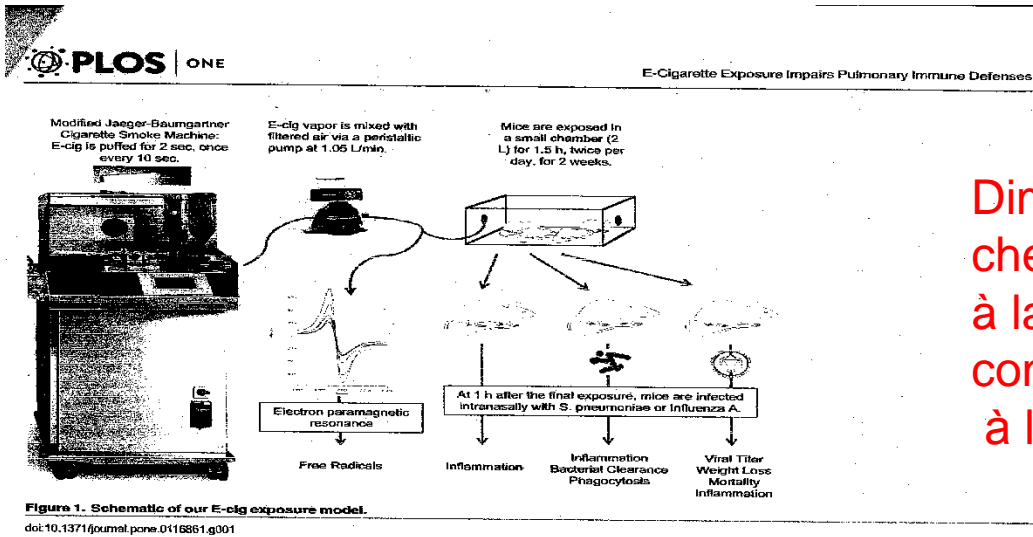 PLOS | ONE
E-Cigarette Exposure Impairs Pulmonary Immune Defenses
Modified Jaeger-Baumgartner
Cigarette Smoke Machine:
E-cig is puffed for 2 sec, once
every 10 sec.
E-cig vapor is mixed with
filtered air via a peristaltic
pump at 1.05 L/min.
Mice are exposed in
a small chamber (2
L) for 1.5 h, twice per
day, for 2 weeks.
At 1 h after the final exposure, mice are infected
intranasally with S. pneumoniae or Influenza A.
Electron paramagnetic
resonance
Free Radicals
Inflammation
Inflammation
Bacterial Clearance
Phagocytosis
Viral Titer
Weight Loss
Mortality
Inflammation
Figure 1. Schematic of our E-cig exposure model.
doi:10.1371/journal.pone.0116861.g001
à la